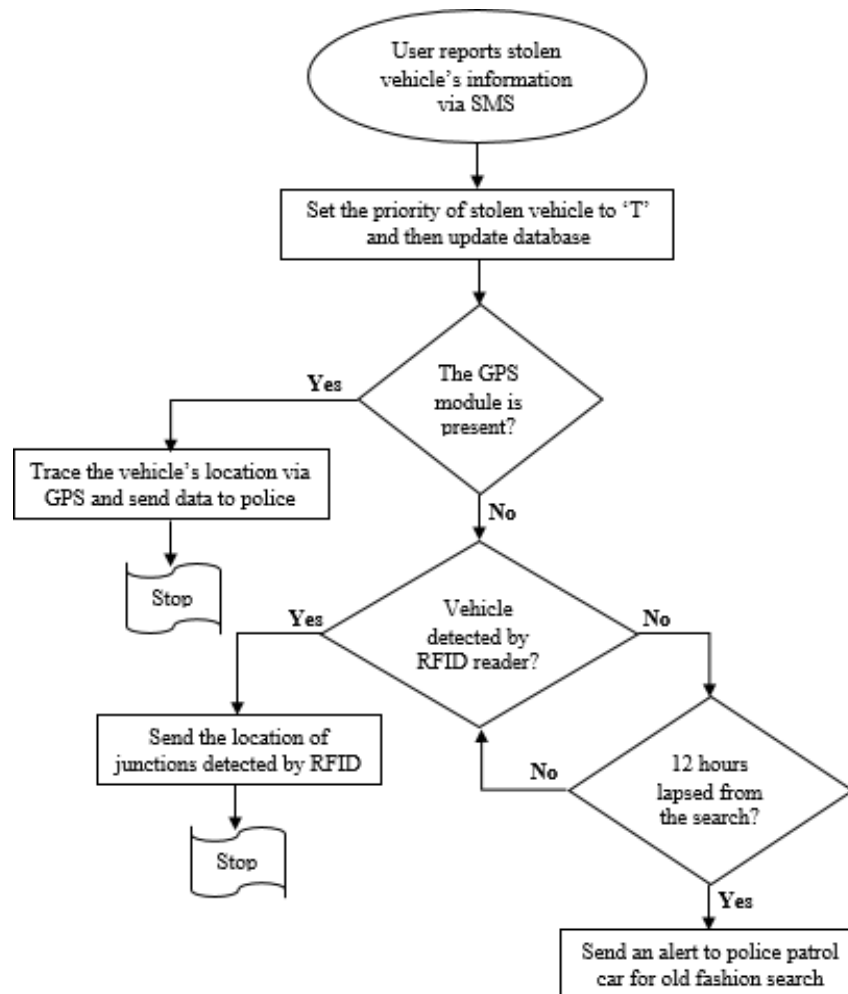 User reports stolen
vehicle's information
via SMS
Set the priority of stolen vehicle to ‘T’
and then update database
Yes
The GPS
module is
present?
Trace the vehicle's location via
GPS and send data to police
No
Stop
Yes
Vehicle
detected by
RFID reader?
No
Send the location of
junctions detected by RFID
No
12 hours
lapsed from
the search?
Stop
Yes
Send an alert to police patrol
car for old fashion search